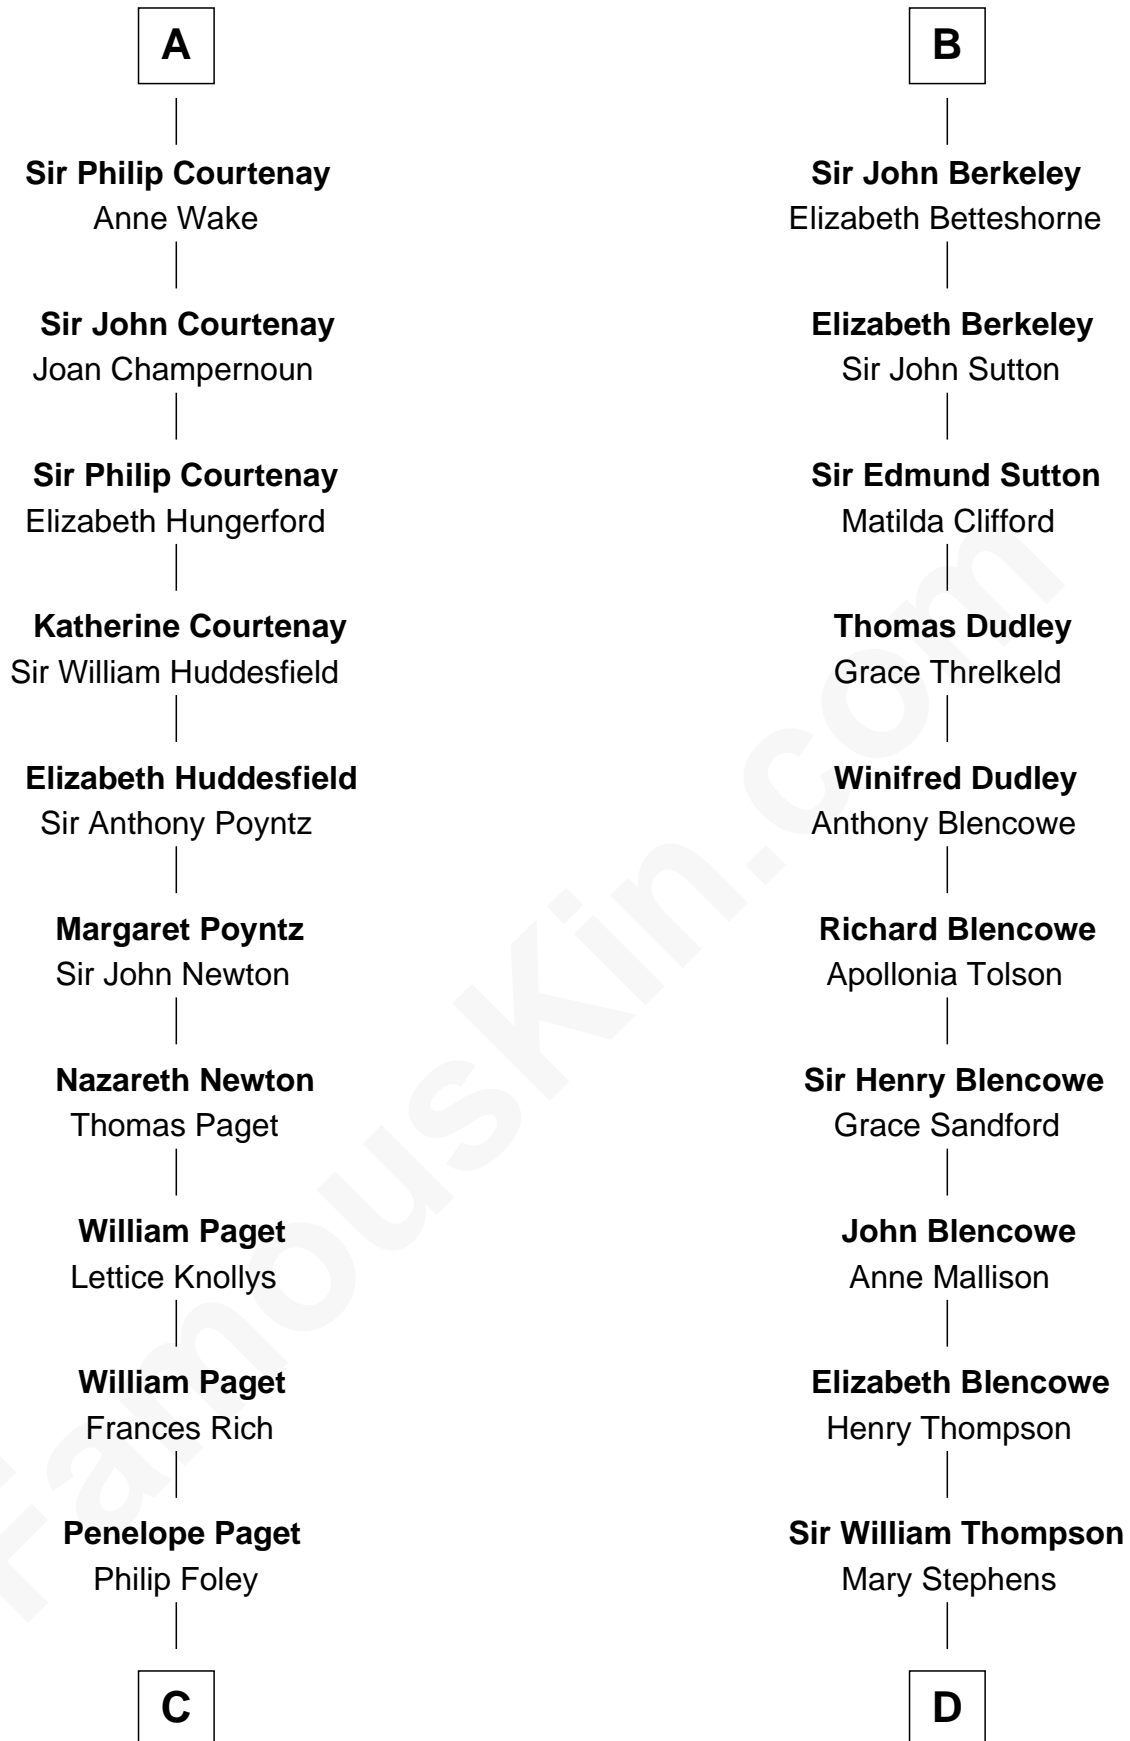 A
Sir Philip Courtenay
Anne Wake
Sir John Courtenay
Joan Champernoun
Sir Philip Courtenay
Elizabeth Hungerford
Katherine Courtenay
Sir William Huddesfield
Elizabeth Huddesfield
Sir Anthony Poyntz
Margaret Poyntz
Sir John Newton
Nazareth Newton
Thomas Paget
William Paget
Lettice Knollys
William Paget
Frances Rich
Penelope Paget
Philip Foley
C
B
Sir John Berkeley
Elizabeth Betteshorne
Elizabeth Berkeley
Sir John Sutton
Sir Edmund Sutton
Matilda Clifford
Thomas Dudley
Grace Threlkeld
Winifred Dudley
Anthony Blencowe
Richard Blencowe
Apollonia Tolson
Sir Henry Blencowe
Grace Sandford
John Blencowe
Anne Mallison
Elizabeth Blencowe
Henry Thompson
Sir William Thompson
Mary Stephens
D
FamousKin.com